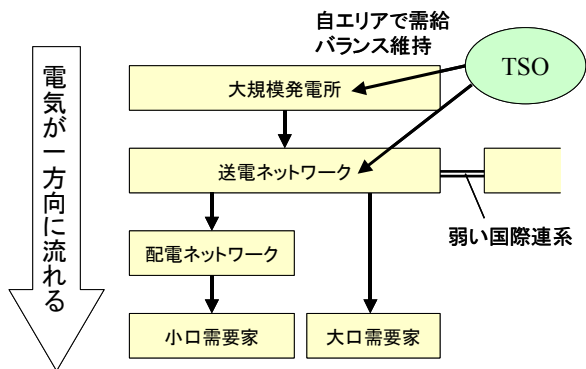 自エリアで需給
バランス維持
TSO
大規模発電所
電気が一方向に流れる
送電ネットワーク
弱い国際連系
配電ネットワーク
小口需要家
大口需要家